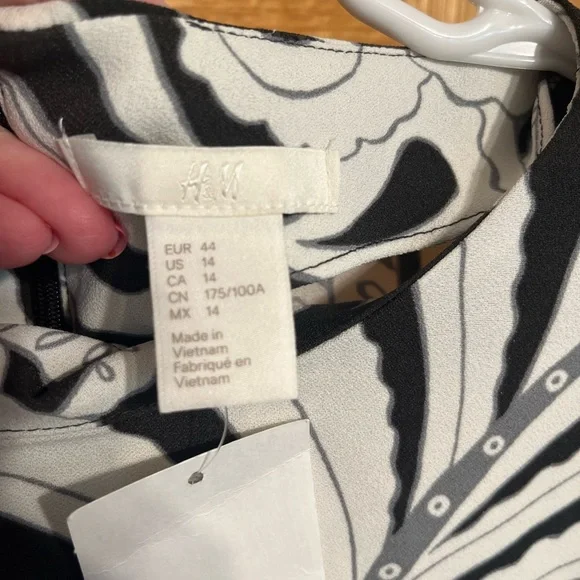 H&M
EUR 44
US 14
CA 14
CN 175/100A
MX 14
Made in
Vietnam
Fabriqué en
Vietnam